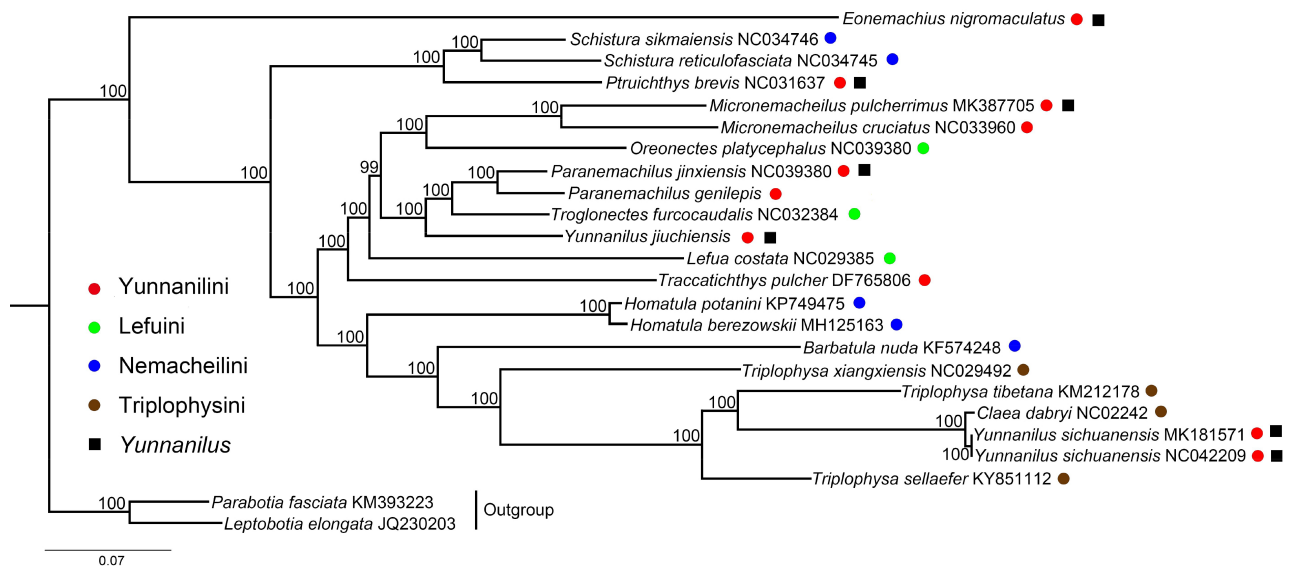 Eonemachius nigromaculatus
100 Schistura sikmaiensis NC034746
100 Schistura reticulofasciata NC034745
Ptruichthys brevis NC031637
100
100 Micronemacheilus pulcherrimus MK387705
100 Micronemacheilus cruciatus NC033960
Oreonectes platycephalus NC039380
100 99 100 Paranemachilus jinxiensis NC039380
100 Paranemachilus genilepis
100 100 Troglonectes furcocaudalis NC032384
Yunnanilus jiuchiensis
100
Lefua costata NC029385
Traccatichthys pulcher DF765806
100
100 Homatula potanini KP749475
Homatula berezowskii MH125163
100
Barbatula nuda KF574248
100 Triplophysa xiangxiensis NC029492
Triplophysa tibetana KM212178
100 100 Claea dabryi NC02242
100 Yunnanilus sichuanensis MK181571
100 100 Yunnanilus sichuanensis NC042209
Triplophysa sellaefer KY851112
Yunnanilini
Lefuini
Nemacheilini
Triplophysini
Yunnanilus
100 Parabotia fasciata KM393223
Leptobotia elongata JQ230203
Outgroup
0.07